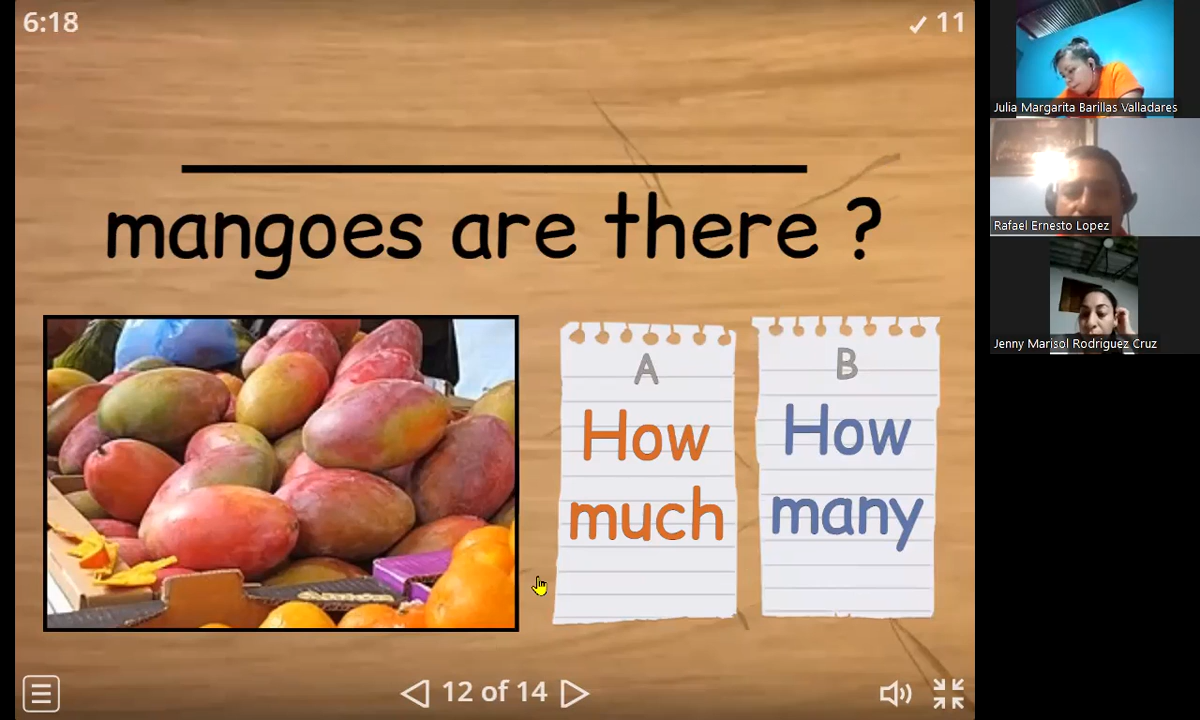 6:18
✓ 11
mangoes are there ?
A
How
much
B
How
many
12 of 14
Julia Margarita Barillas Valladares
Rafael Ernesto Lopez
Jenny Marisol Rodriguez Cruz